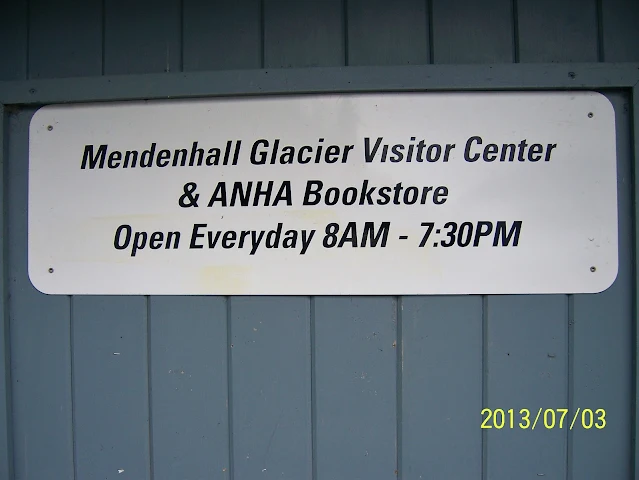 Mendenhall Glacier Visitor Center
& ANHA Bookstore
Open Everyday 8AM - 7:30PM
2013/07/03